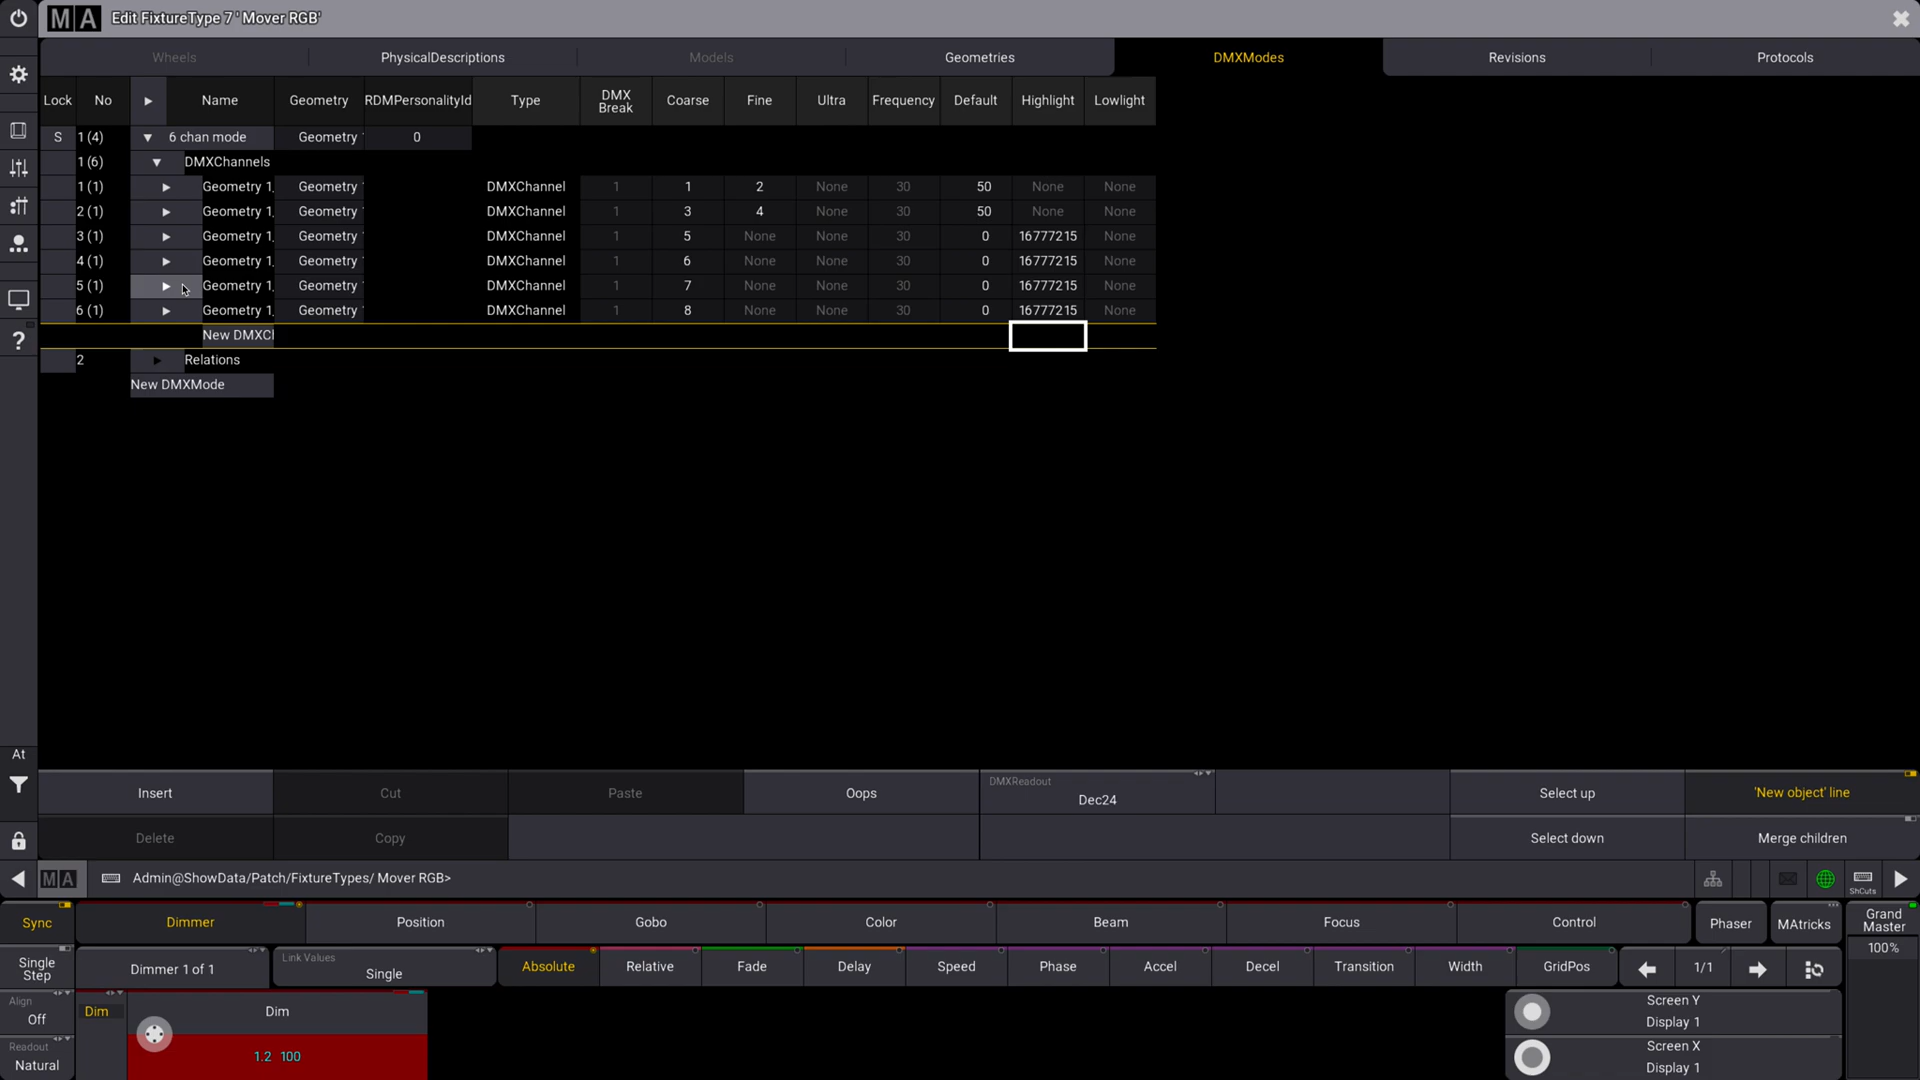 MA Edit FixtureType 7 ' Mover RGB'
Wheels PhysicalDescriptions Models Geometries DMXModes Revisions Protocols
Lock No Name Geometry RDMPersonalityId Type DMX Break Coarse Fine Ultra Frequency Default Highlight Lowlight
S 1 (4) 6 chan mode Geometry 0
1 (6) DMXChannels
1 (1) Geometry 1 Geometry DMXChannel 1 1 2 None 30 50 None None
2 (1) Geometry 1 Geometry DMXChannel 1 3 4 None 30 50 None None
3 (1) Geometry 1 Geometry DMXChannel 1 5 None None 30 0 16777215 None
4 (1) Geometry 1 Geometry DMXChannel 1 6 None None 30 0 16777215 None
5 (1) Geometry 1 Geometry DMXChannel 1 7 None None 30 0 16777215 None
6 (1) Geometry 1 Geometry DMXChannel 1 8 None None 30 0 16777215 None
New DMXCl
2 Relations
New DMXMode
?
At
Insert Cut Paste Oops DMXReadout Dec24 Select up 'New object' line
Delete Copy Select down Merge children
MA Admin@ShowData/Patch/FixtureTypes/ Mover RGB> ShCuts
Sync Dimmer Position Gobo Color Beam Focus Control Phaser MAtricks Grand Master
100%
Single Step Dimmer 1 of 1 Link Values Single Absolute Relative Fade Delay Speed Phase Accel Decel Transition Width GridPos 1/1
Align Off Dim Dim Screen Y Display 1
Readout Natural 1.2 100 Screen X Display 1